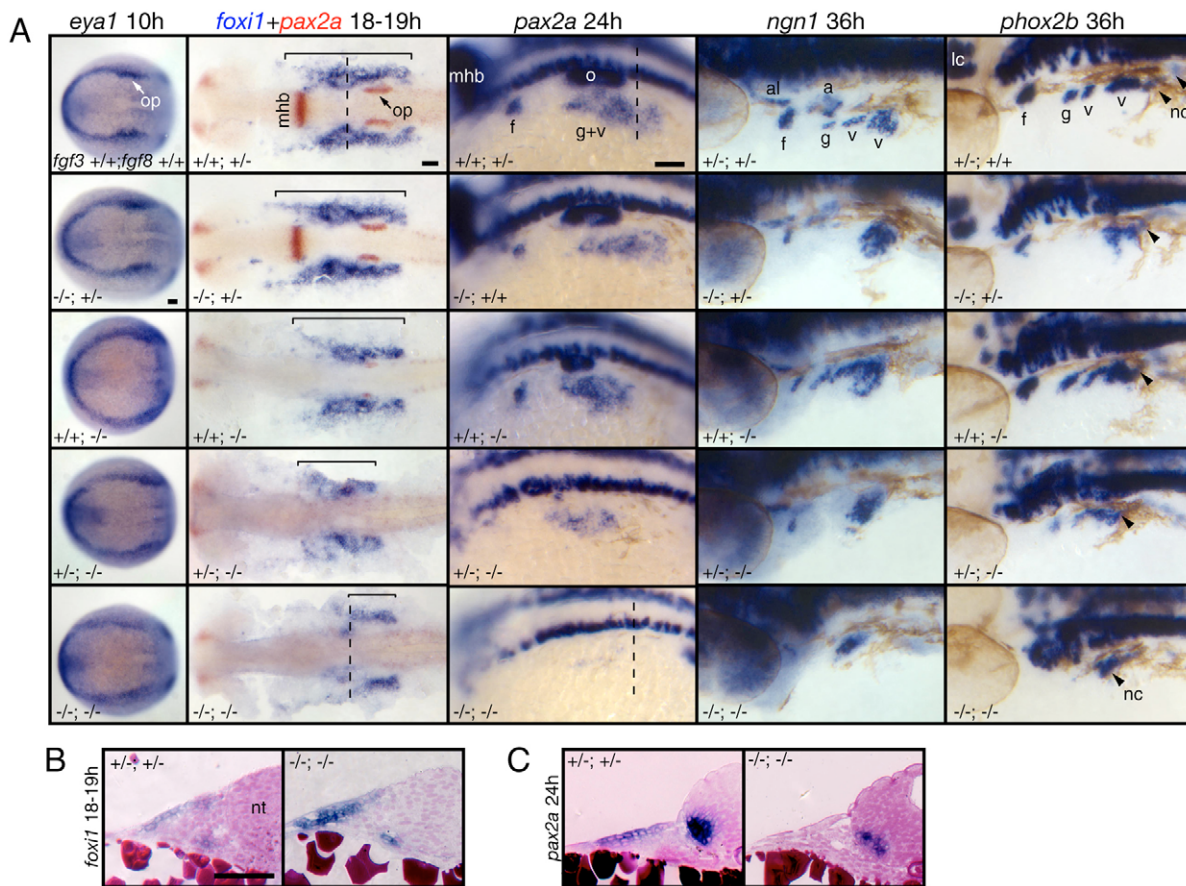 eya1 10h foxi1+pax2a 18-19h pax2a 24h ngn1 36h phox2b 36h
A
op
fgf3 +/+;fgf8 +/+
mhb
op
+/+; +/-
mhb
o
f
g+v
+/+; +/-
al
a
f
g
v
v
+/-; +/-
lc
f
g
v
v
nc
+/-; +/+
-/-; +/-
-/-; +/-
-/-; +/+
-/-; +/-
-/-; +/-
+/+; -/-
+/+; -/-
+/+; -/-
+/+; -/-
+/+; -/-
+/-; -/-
+/-; -/-
+/-; -/-
+/-; -/-
+/-; -/-
-/-; -/-
-/-; -/-
-/-; -/-
-/-; -/-
nc
-/-; -/-
B
foxi1 18-19h
+/-; +/-
nt
-/-; -/-
C
pax2a 24h
+/-; +/-
-/-; -/-